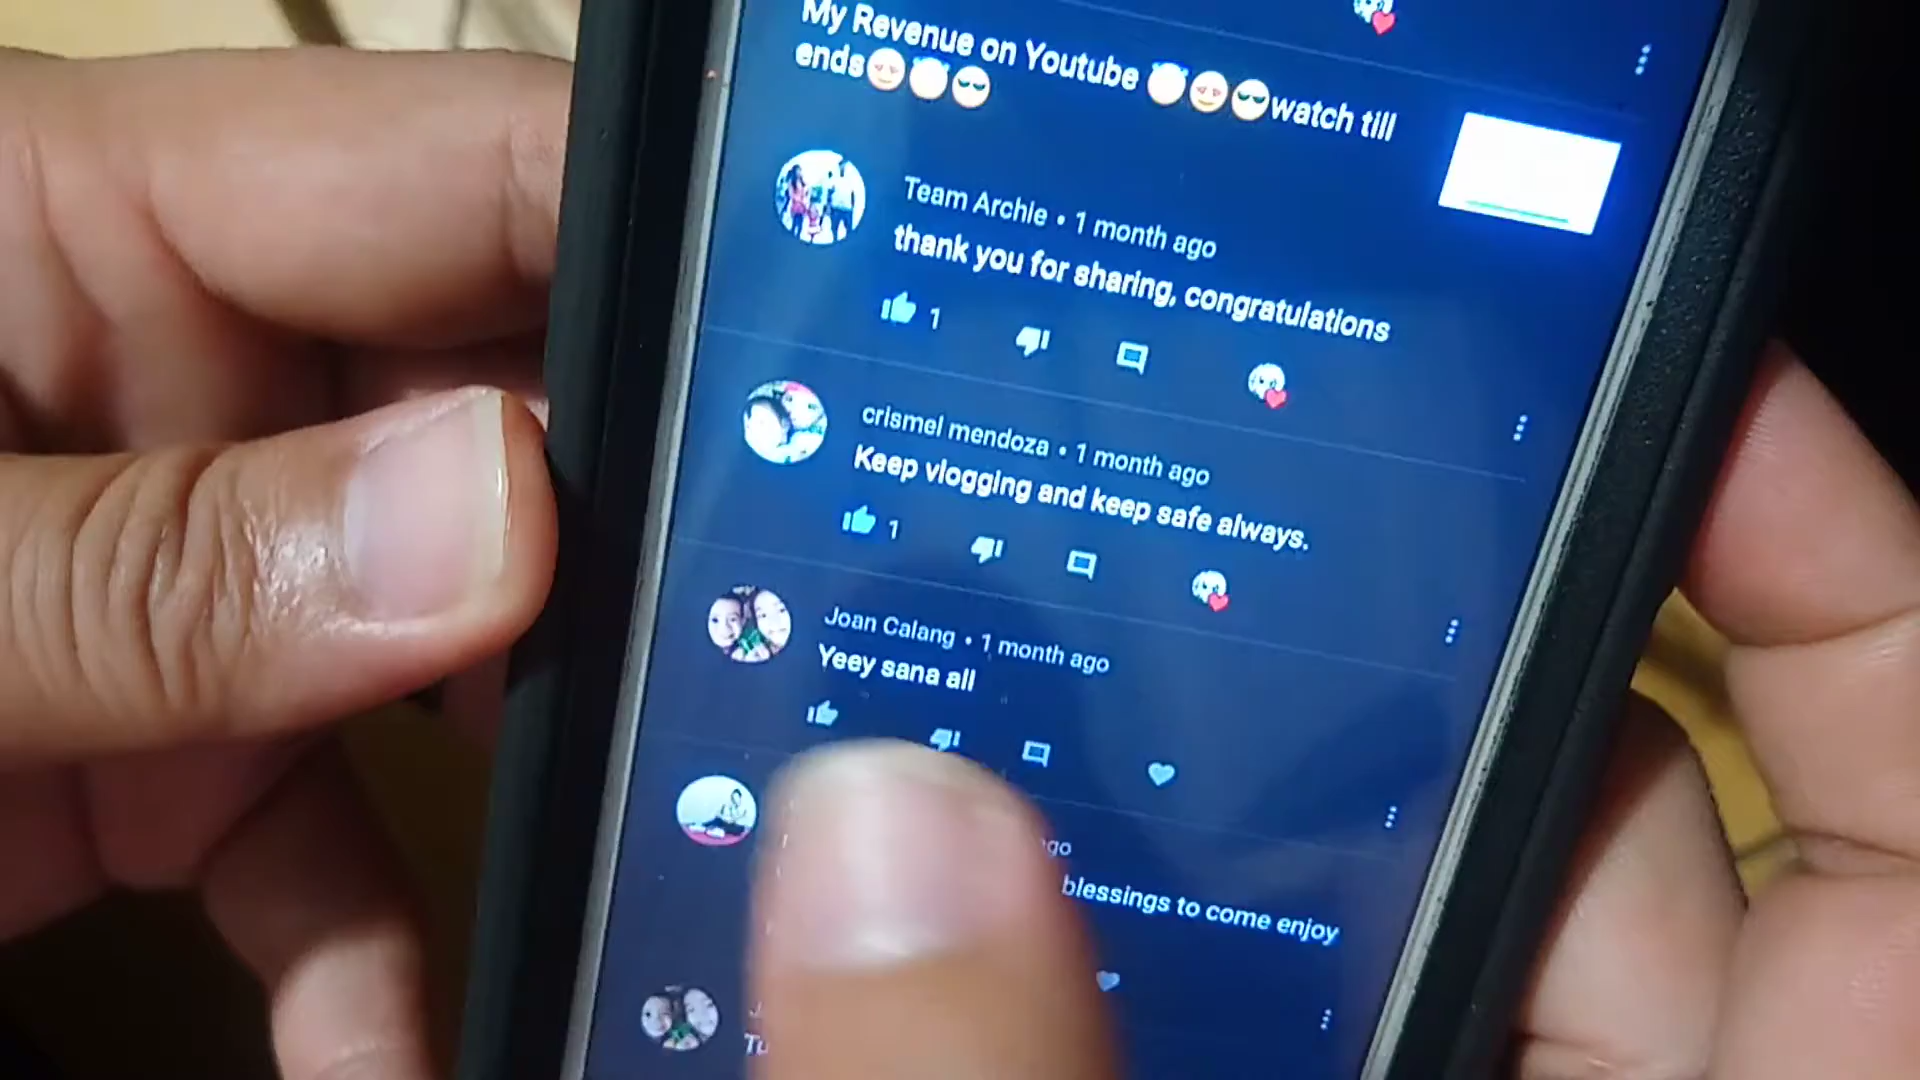 My Revenue on Youtube 😇😍😎watch till
ends😍😇😎
Team Archie • 1 month ago
thank you for sharing, congratulations
1
crismel mendoza • 1 month ago
Keep vlogging and keep safe always.
1
Joan Calang • 1 month ago
Yeey sana all
ago
blessings to come enjoy